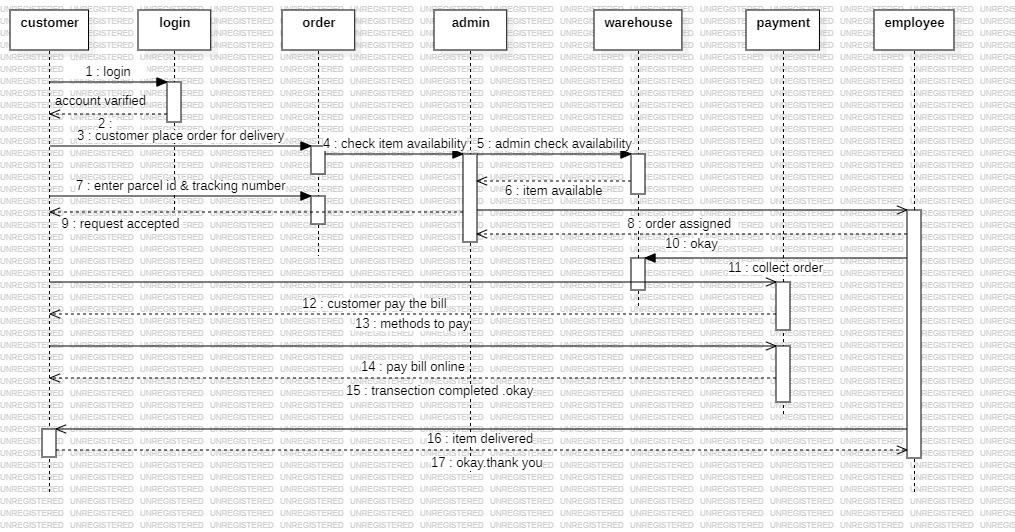 customer login order admin warehouse payment employee
1 : login
account varified
2 :
3 : customer place order for delivery
4 : check item availability
5 : admin check availability
6 : item available
7 : enter parcel id & tracking number
8 : order assigned
9 : request accepted
10 : okay
11 : collect order
12 : customer pay the bill
13 : methods to pay
14 : pay bill online
15 : transection completed .okay
16 : item delivered
17 : okay.thank you
UNREGISTERED